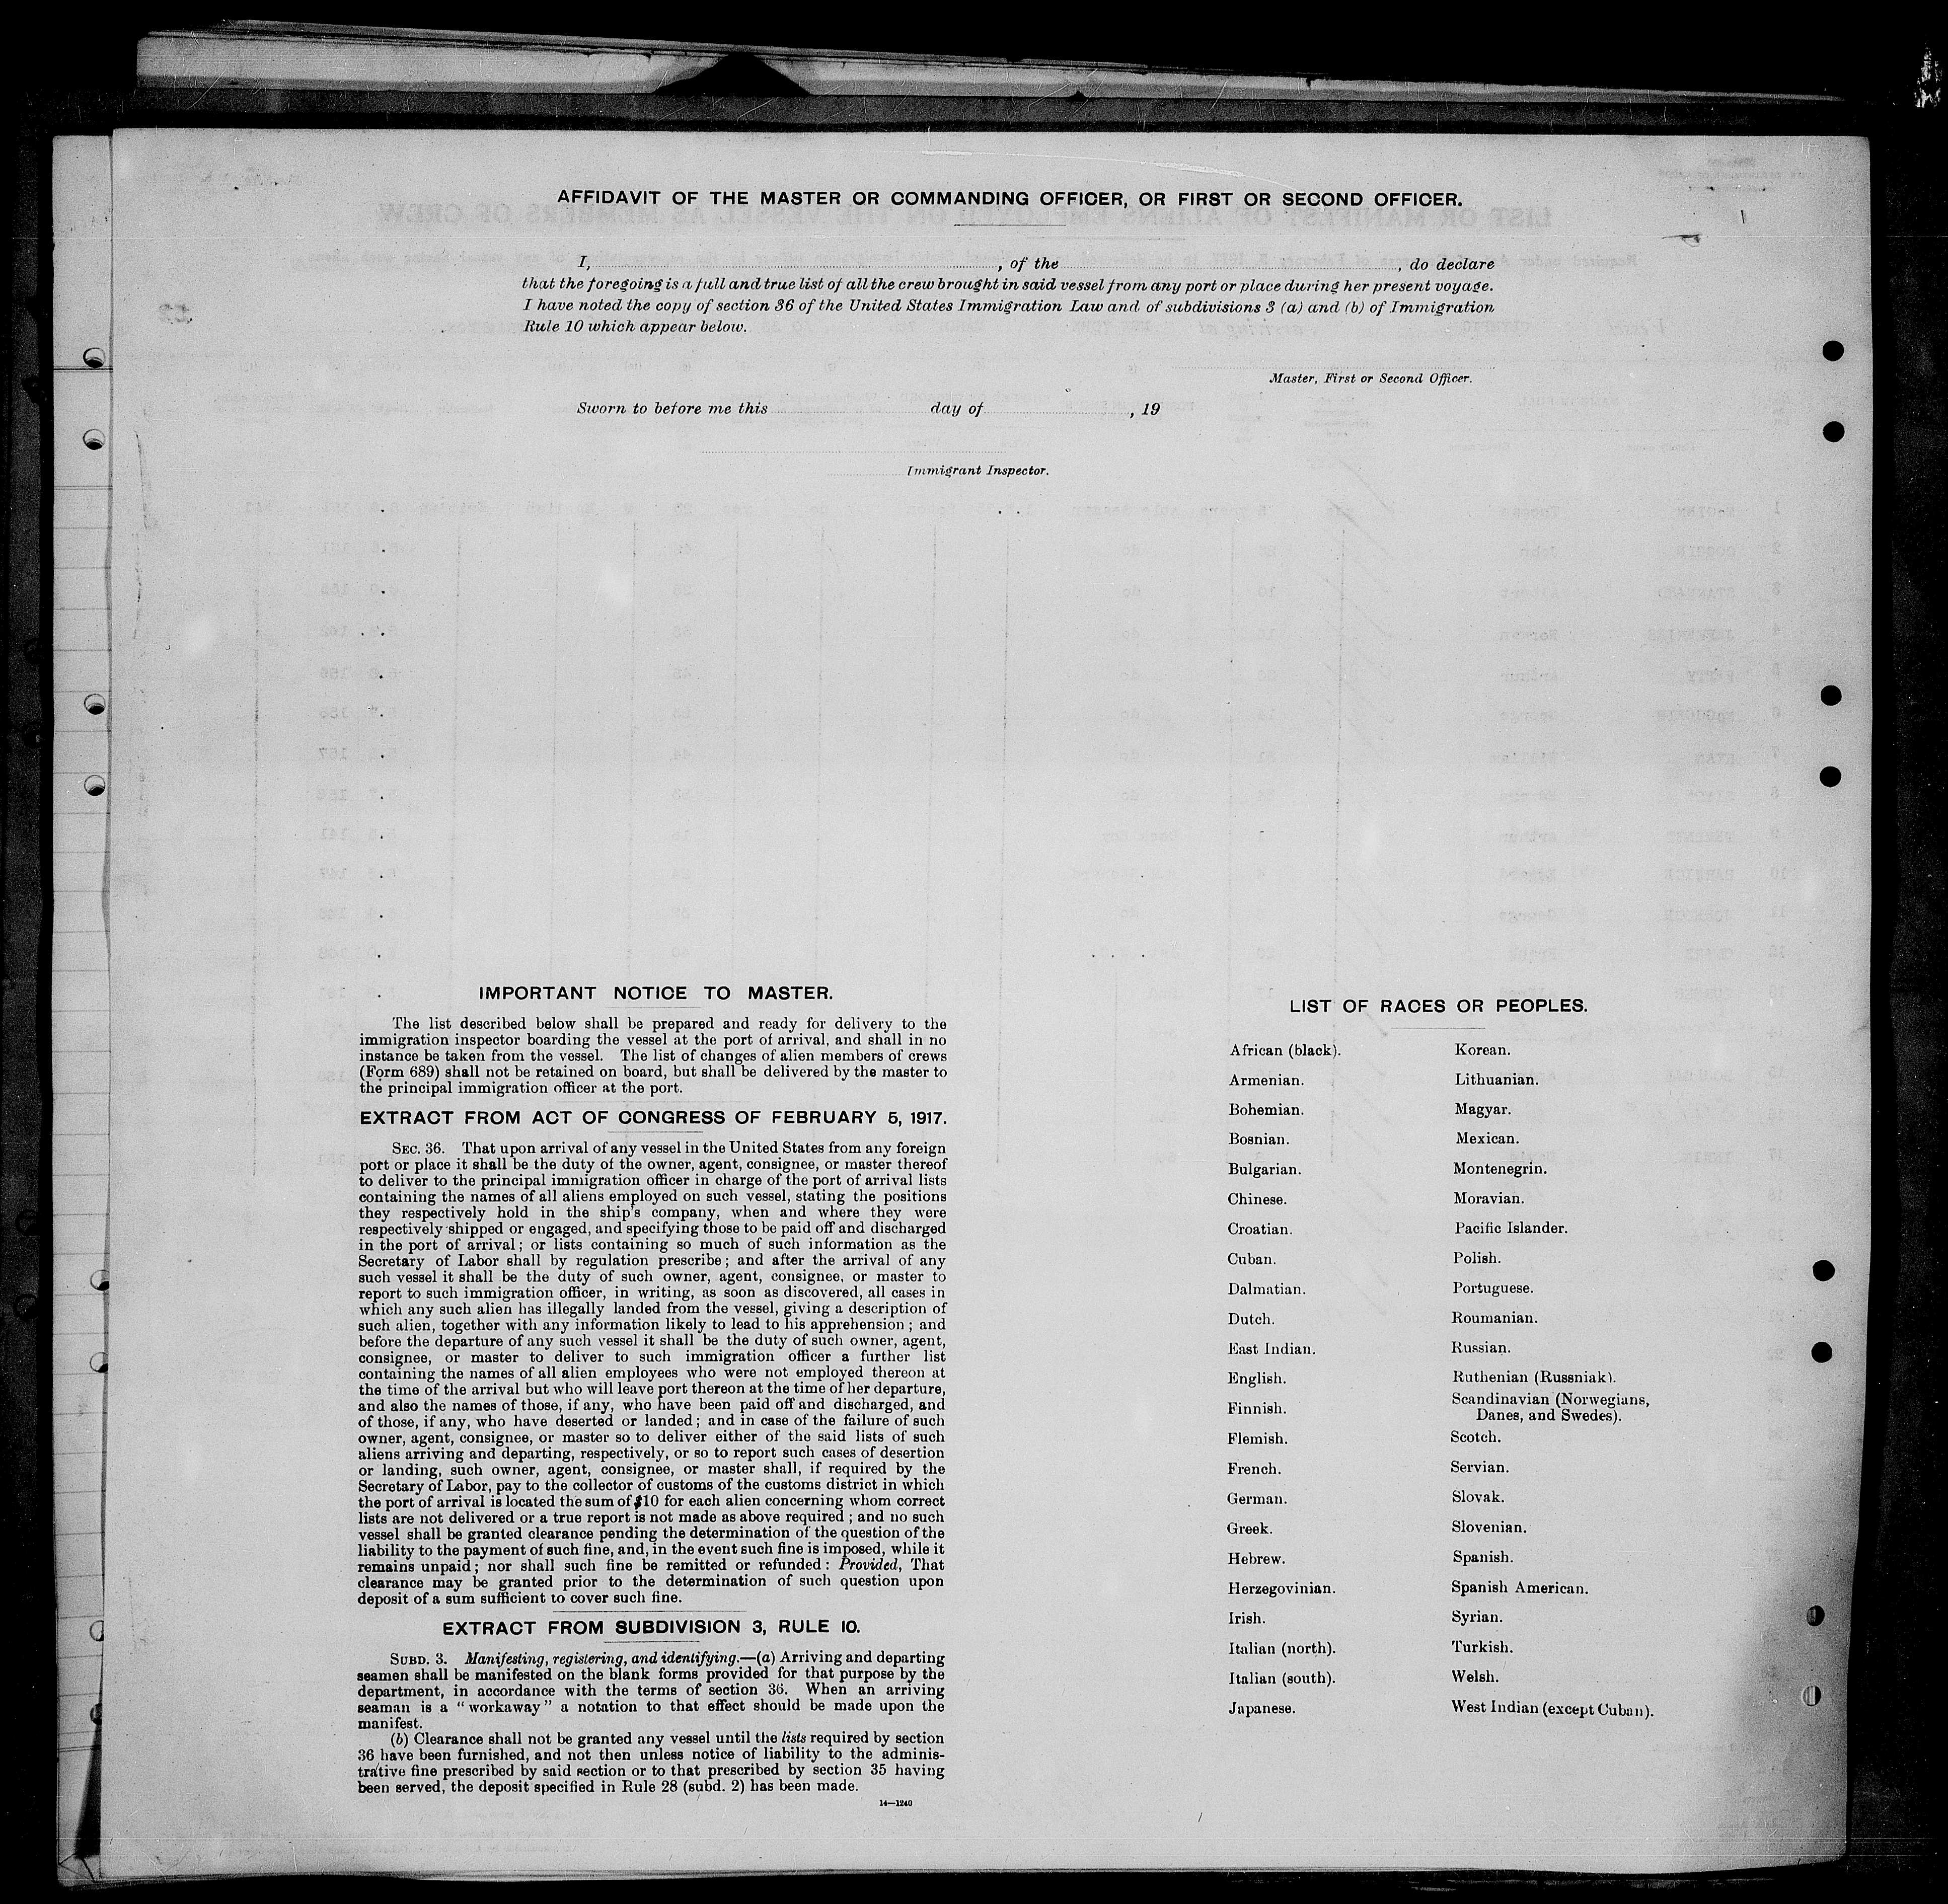 AFFIDAVIT OF THE MASTER OR COMMANDING OFFICER, OR FIRST OR SECOND OFFICER.
I, , of the , do declare
that the foregoing is a full and true list of all the crew brought in said vessel from any port or place during her present voyage.
I have noted the copy of section 36 of the United States Immigration Law and of subdivisions 3 (a) and (b) of Immigration
Rule 10 which appear below.
Master, First or Second Officer.
Sworn to before me this day of , 19
Immigrant Inspector.
IMPORTANT NOTICE TO MASTER.
The list described below shall be prepared and ready for delivery to the
immigration inspector boarding the vessel at the port of arrival, and shall in no
instance be taken from the vessel. The list of changes of alien members of crews
(Form 689) shall not be retained on board, but shall be delivered by the master to
the principal immigration officer at the port.
EXTRACT FROM ACT OF CONGRESS OF FEBRUARY 5, 1917.
SEC. 36. That upon arrival of any vessel in the United States from any foreign
port or place it shall be the duty of the owner, agent, consignee, or master thereof
to deliver to the principal immigration officer in charge of the port of arrival lists
containing the names of all aliens employed on such vessel, stating the positions
they respectively hold in the ship's company, when and where they were
respectively shipped or engaged, and specifying those to be paid off and discharged
in the port of arrival; or lists containing so much of such information as the
Secretary of Labor shall by regulation prescribe; and after the arrival of any
such vessel it shall be the duty of such owner, agent, consignee, or master to
report to such immigration officer, in writing, as soon as discovered, all cases in
which any such alien has illegally landed from the vessel, giving a description of
such alien, together with any information likely to lead to his apprehension; and
before the departure of any such vessel it shall be the duty of such owner, agent,
consignee, or master to deliver to such immigration officer a further list
containing the names of all alien employees who were not employed thereon at
the time of the arrival but who will leave port thereon at the time of her departure,
and also the names of those, if any, who have been paid off and discharged, and
of those, if any, who have deserted or landed; and in case of the failure of such
owner, agent, consignee, or master so to deliver either of the said lists of such
aliens arriving and departing, respectively, or so to report such cases of desertion
or landing, such owner, agent, consignee, or master shall, if required by the
Secretary of Labor, pay to the collector of customs of the customs district in which
the port of arrival is located the sum of $10 for each alien concerning whom correct
lists are not delivered or a true report is not made as above required; and no such
vessel shall be granted clearance pending the determination of the question of the
liability to the payment of such fine, and, in the event such fine is imposed, while it
remains unpaid; nor shall such fine be remitted or refunded: Provided, That
clearance may be granted prior to the determination of such question upon
deposit of a sum sufficient to cover such fine.
EXTRACT FROM SUBDIVISION 3, RULE 10.
SUBD. 3. Manifesting, registering, and identifying.—(a) Arriving and departing
seamen shall be manifested on the blank forms provided for that purpose by the
department, in accordance with the terms of section 36. When an arriving
seaman is a "workaway" a notation to that effect should be made upon the
manifest.
(b) Clearance shall not be granted any vessel until the lists required by section
36 have been furnished, and not then unless notice of liability to the adminis-
trative fine prescribed by said section or to that prescribed by section 35 having
been served, the deposit specified in Rule 28 (subd. 2) has been made.
14—1240
LIST OF RACES OR PEOPLES.
African (black).
Armenian.
Bohemian.
Bosnian.
Bulgarian.
Chinese.
Croatian.
Cuban.
Dalmatian.
Dutch.
East Indian.
English.
Finnish.
Flemish.
French.
German.
Greek.
Hebrew.
Herzegovinian.
Irish.
Italian (north).
Italian (south).
Japanese.
Korean.
Lithuanian.
Magyar.
Mexican.
Montenegrin.
Moravian.
Pacific Islander.
Polish.
Portuguese.
Roumanian.
Russian.
Ruthenian (Russniak).
Scandinavian (Norwegians,
Danes, and Swedes).
Scotch.
Servian.
Slovak.
Slovenian.
Spanish.
Spanish American.
Syrian.
Turkish.
Welsh.
West Indian (except Cuban).